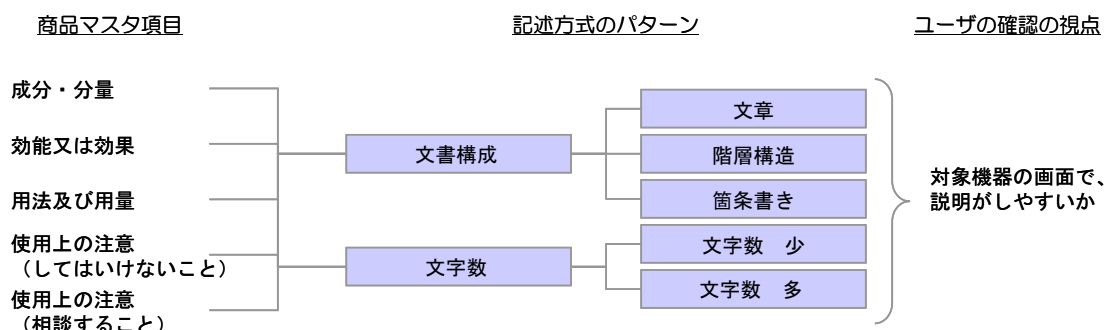 商品マスタ項目
記述方式のパターン
ユーザの確認の視点
成分・分量
効能又は効果
用法及び用量
使用上の注意
（してはいけないこと）
使用上の注意
（相談すること）
文書構成
文字数
文章
階層構造
箇条書き
文字数　少
文字数　多
対象機器の画面で、
説明がしやすいか